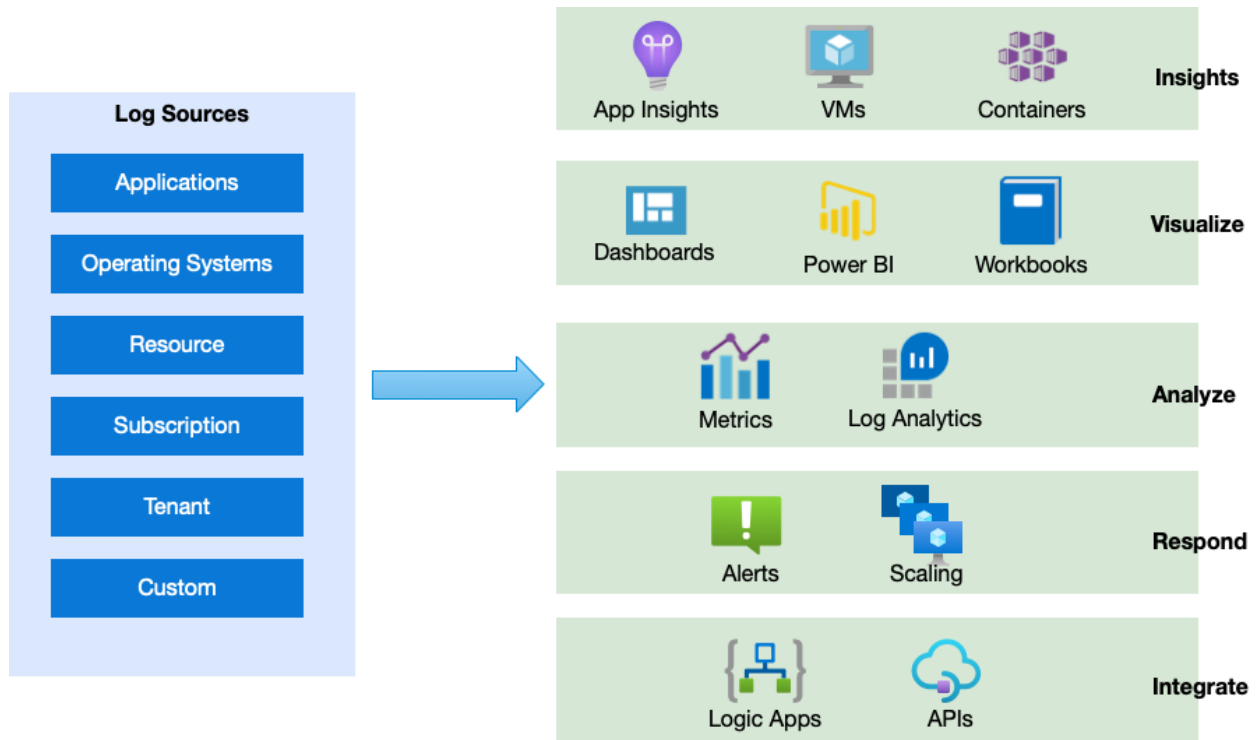 Log Sources
Applications
Operating Systems
Resource
Subscription
Tenant
Custom
App Insights
VMs
Containers
Insights
Dashboards
Power BI
Workbooks
Visualize
Metrics
Log Analytics
Analyze
Alerts
Scaling
Respond
Logic Apps
APIs
Integrate